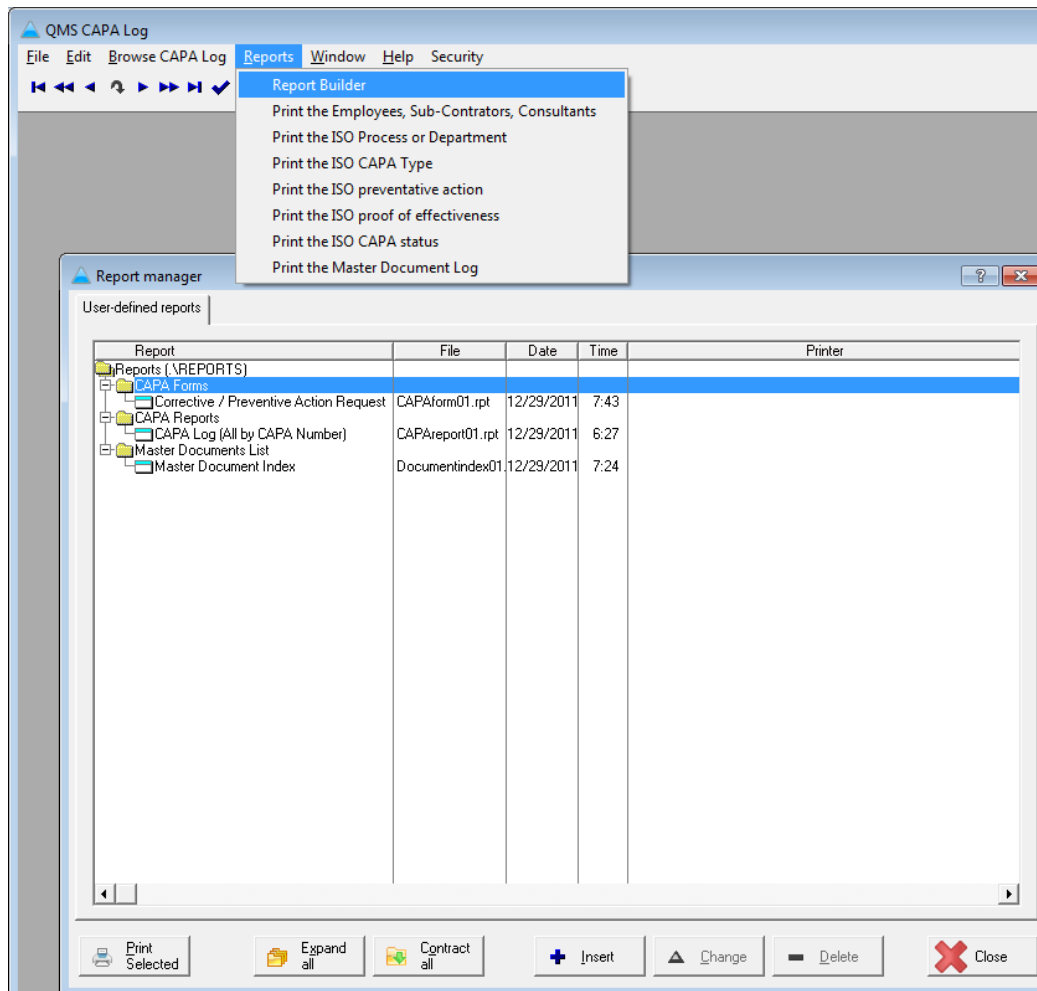 QMS CAPA Log
File Edit Browse CAPA Log Reports Window Help Security
Report Builder
Print the Employees, Sub-Contrators, Consultants
Print the ISO Process or Department
Print the ISO CAPA Type
Print the ISO preventative action
Print the ISO proof of effectiveness
Print the ISO CAPA status
Print the Master Document Log
Report manager
User-defined reports
Report File Date Time Printer
Reports (.\REPORTS)
CAPA Forms
Corrective / Preventive Action Request CAPAform01.rpt 12/29/2011 7:43
CAPA Reports
CAPA Log (All by CAPA Number) CAPAreport01.rpt 12/29/2011 6:27
Master Documents List
Master Document Index Documentindex01. 12/29/2011 7:24
Print Selected Expand all Contract all Insert Change Delete Close